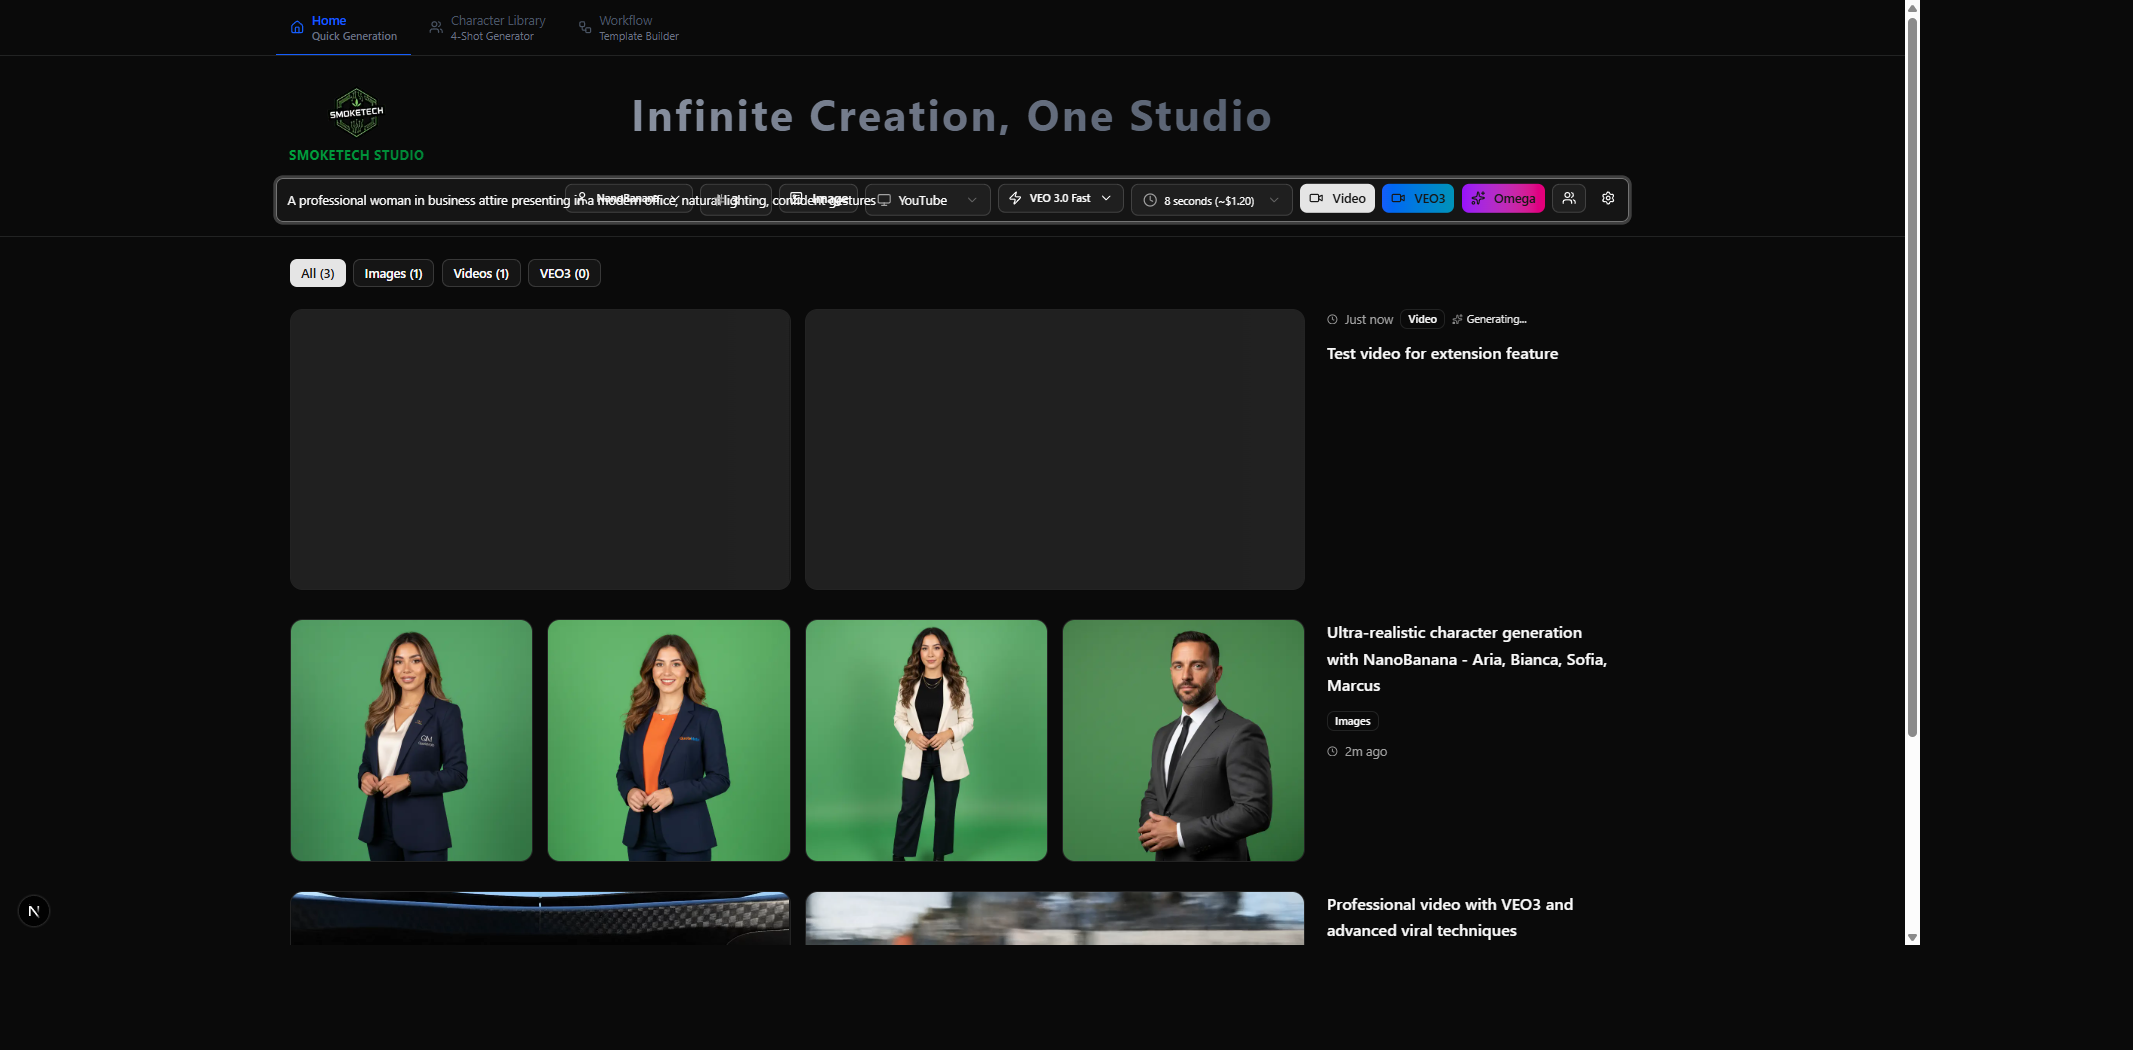 Home
Quick Generation
Character Library
4-Shot Generator
Workflow
Template Builder
SMOKETECH
SMOKETECH STUDIO
Infinite Creation, One Studio
A professional woman in business attire presenting in a modern office, natural lighting, confident gestures
NanoBanana
Image
YouTube
VEO 3.0 Fast
8 seconds (~$1.20)
Video
VEO3
Omega
All (3)
Images (1)
Videos (1)
VEO3 (0)
Just now
Video
Generating...
Test video for extension feature
Ultra-realistic character generation
with NanoBanana - Aria, Bianca, Sofia,
Marcus
Images
2m ago
Professional video with VEO3 and
advanced viral techniques
N